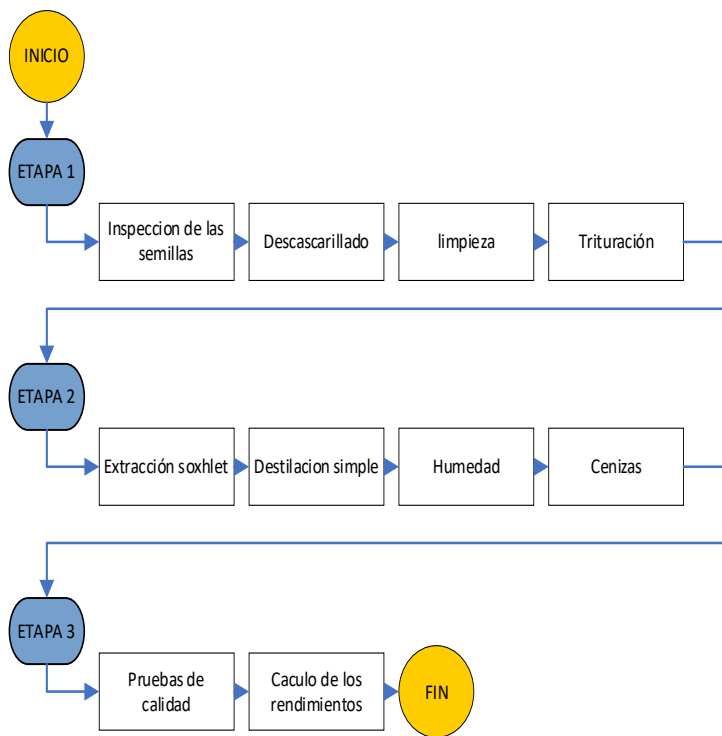 INICIO
ETAPA 1
Inspeccion de las
semillas
Descascarillado
limpieza
Trituración
ETAPA 2
Extracción soxhlet
Destilacion simple
Humedad
Cenizas
ETAPA 3
Pruebas de
calidad
Caculo de los
rendimientos
FIN